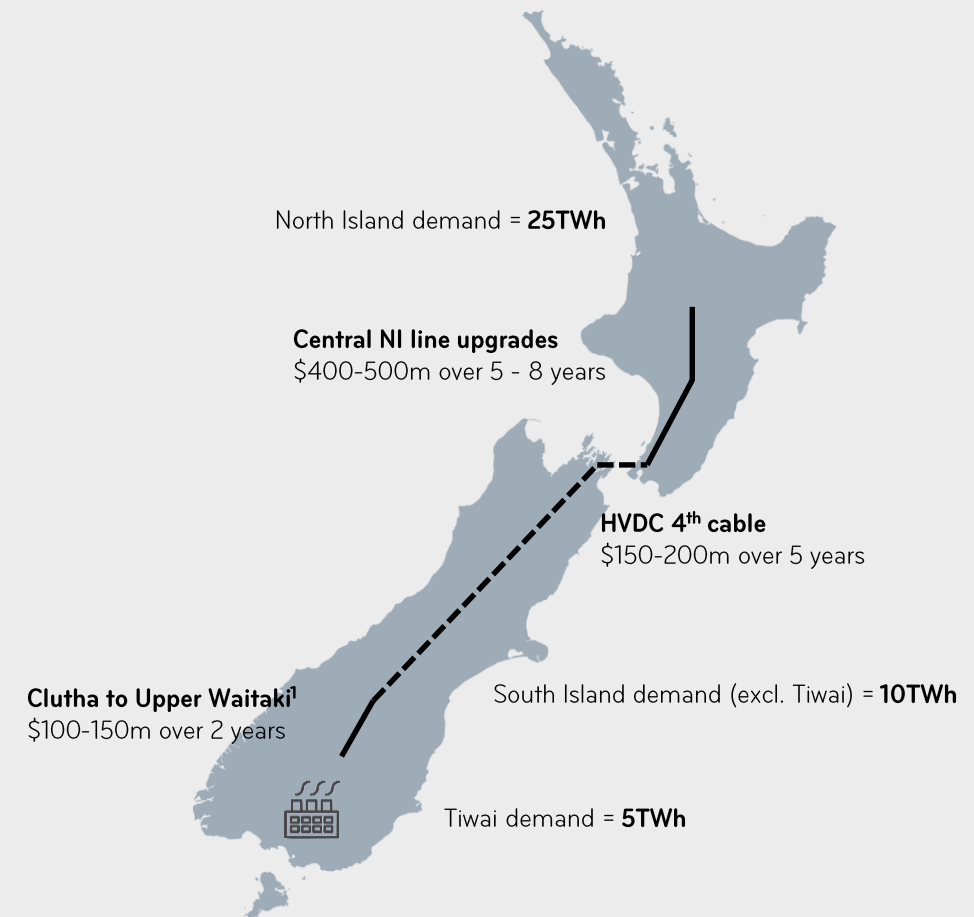 North Island demand = 25TWh
Central NI line upgrades
$400-500m over 5 - 8 years
HVDC 4th cable
$150-200m over 5 years
Clutha to Upper Waitaki1
$100-150m over 2 years
South Island demand (excl. Tiwai) = 10TWh
Tiwai demand = 5TWh